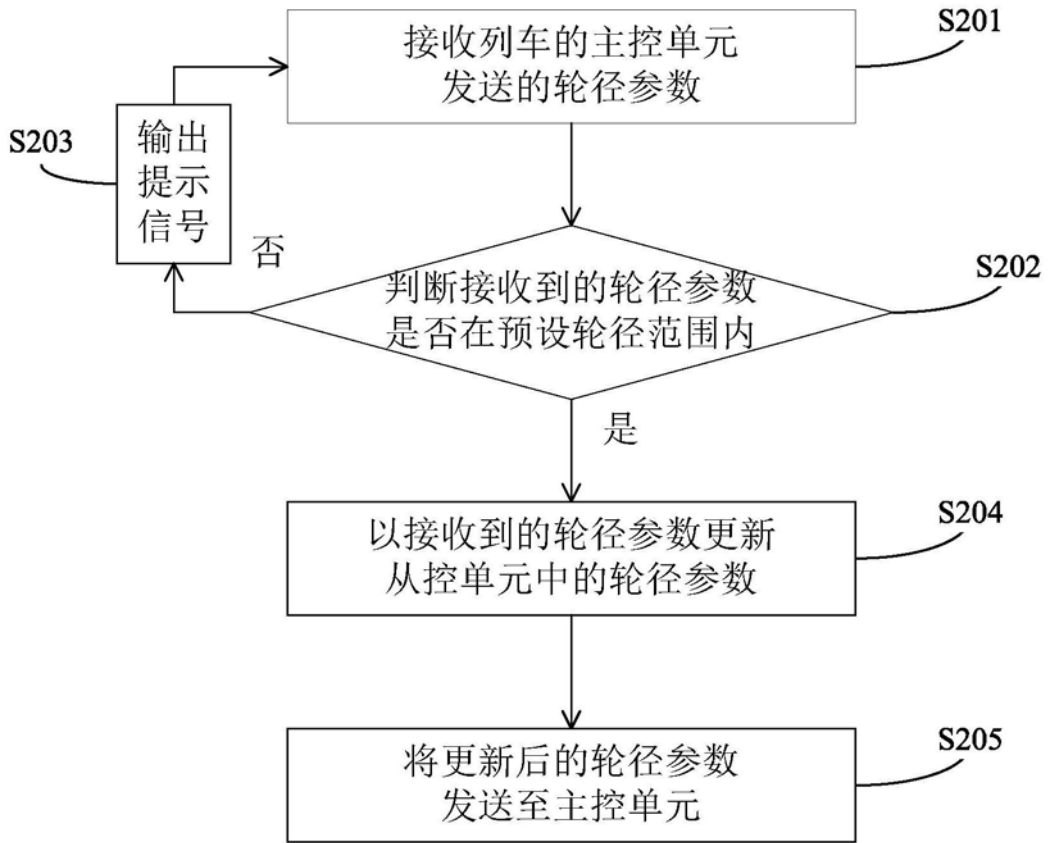 S201
接收列车的主控单元
发送的轮径参数
S203
输出
提示
信号
否
S202
判断接收到的轮径参数
是否在预设轮径范围内
是
S204
以接收到的轮径参数更新
从控单元中的轮径参数
S205
将更新后的轮径参数
发送至主控单元